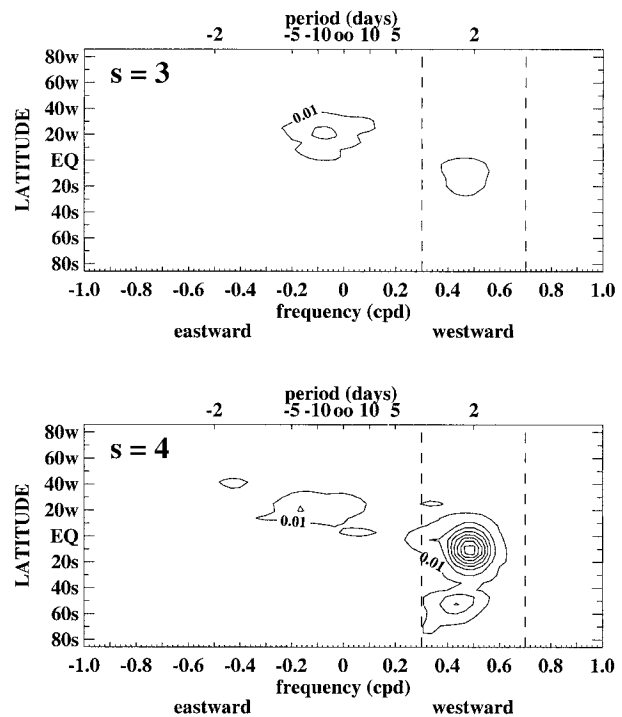 period (days)
-2 -5 -10 oo 10 5 2
s = 3
80w
40w
20w
EQ
20s
40s
60s
80s
LATITUDE
0.01
-1.0 -0.8 -0.6 -0.4 -0.2 0 0.2 0.4 0.6 0.8 1.0
frequency (cpd)
eastward westward
period (days)
-2 -5 -10 oo 10 5 2
s = 4
80w
60w
40w
20w
EQ
20s
40s
60s
80s
LATITUDE
0.01
0.01
-1.0 -0.8 -0.6 -0.4 -0.2 0 0.2 0.4 0.6 0.8 1.0
frequency (cpd)
eastward westward